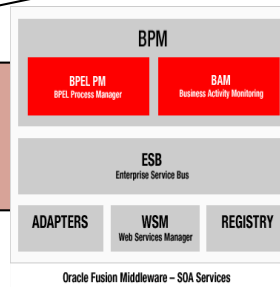 BPM
BPEL PM
BPEL Process Manager
BAM
Business Activity Monitoring
ESB
Enterprise Service Bus
ADAPTERS
WSM
Web Services Manager
REGISTRY
Oracle Fusion Middleware – SOA Services